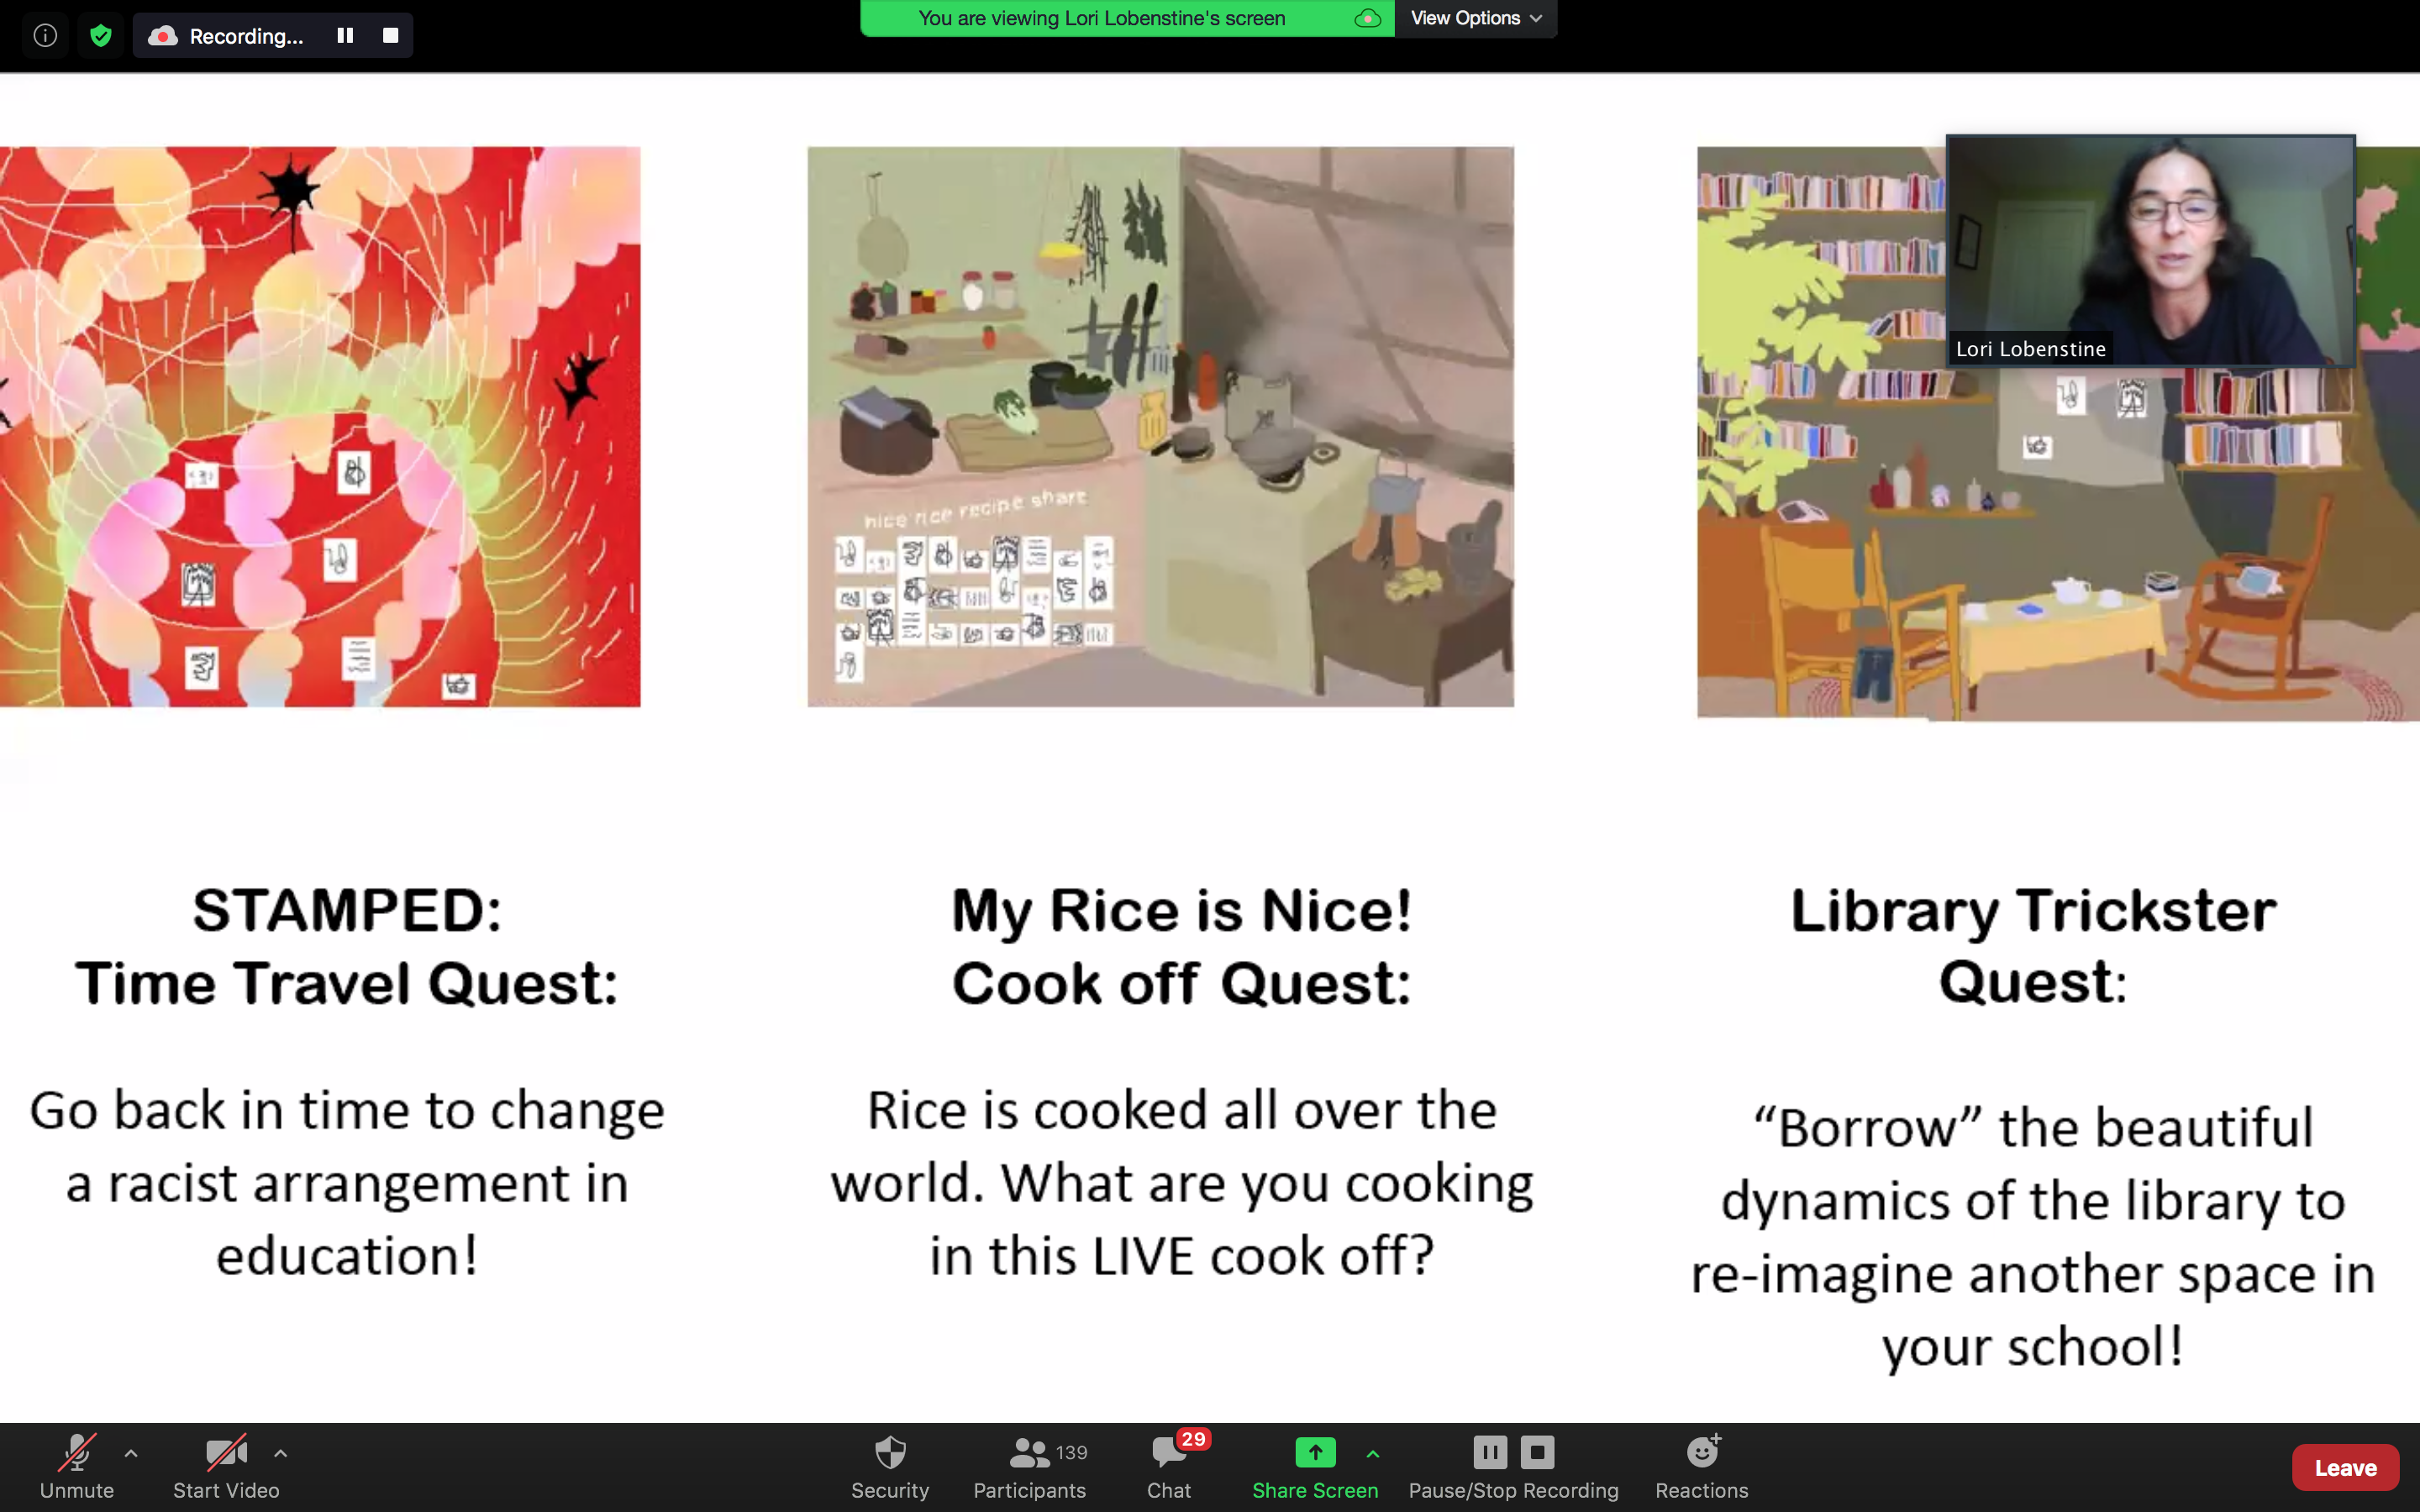 Recording...
You are viewing Lori Lobenstine's screen
View Options
Lori Lobenstine
nice rice recipe share
STAMPED:
Time Travel Quest:
Go back in time to change
a racist arrangement in
education!
My Rice is Nice!
Cook off Quest:
Rice is cooked all over the
world. What are you cooking
in this LIVE cook off?
Library Trickster
Quest:
“Borrow” the beautiful
dynamics of the library to
re-imagine another space in
your school!
Unmute
Start Video
Security
139
Participants
29
Chat
Share Screen
Pause/Stop Recording
Reactions
Leave